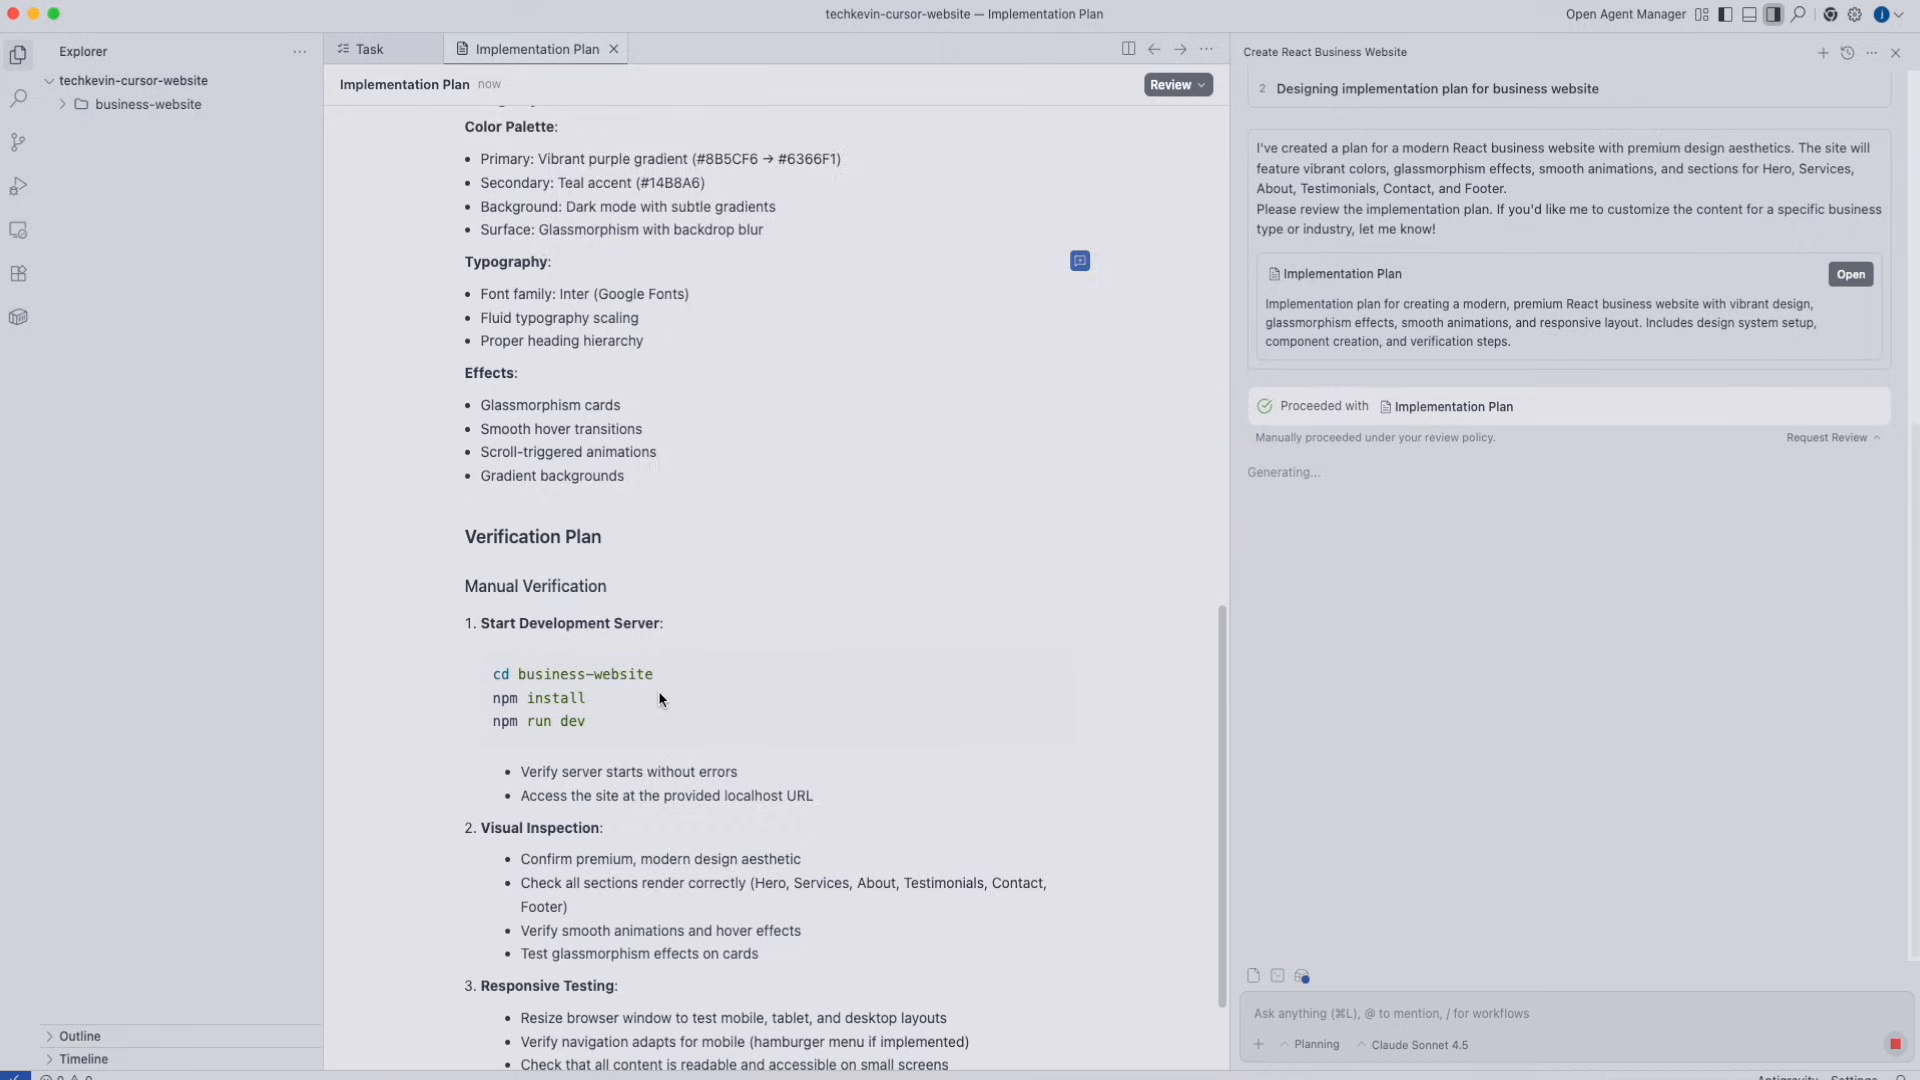 techkevin-cursor-website — Implementation Plan
Open Agent Manager
Explorer
techkevin-cursor-website
business-website
Outline
Timeline
Task
Implementation Plan
Implementation Plan now
Review
Color Palette:
• Primary: Vibrant purple gradient (#8B5CF6 → #6366F1)
• Secondary: Teal accent (#14B8A6)
• Background: Dark mode with subtle gradients
• Surface: Glassmorphism with backdrop blur
Typography:
• Font family: Inter (Google Fonts)
• Fluid typography scaling
• Proper heading hierarchy
Effects:
• Glassmorphism cards
• Smooth hover transitions
• Scroll-triggered animations
• Gradient backgrounds
Verification Plan
Manual Verification
1. Start Development Server:
cd business-website
npm install
npm run dev
• Verify server starts without errors
• Access the site at the provided localhost URL
2. Visual Inspection:
• Confirm premium, modern design aesthetic
• Check all sections render correctly (Hero, Services, About, Testimonials, Contact,
Footer)
• Verify smooth animations and hover effects
• Test glassmorphism effects on cards
3. Responsive Testing:
• Resize browser window to test mobile, tablet, and desktop layouts
• Verify navigation adapts for mobile (hamburger menu if implemented)
• Check that all content is readable and accessible on small screens
Create React Business Website
2 Designing implementation plan for business website
I've created a plan for a modern React business website with premium design aesthetics. The site will
feature vibrant colors, glassmorphism effects, smooth animations, and sections for Hero, Services,
About, Testimonials, Contact, and Footer.
Please review the implementation plan. If you'd like me to customize the content for a specific business
type or industry, let me know!
Implementation Plan
Open
Implementation plan for creating a modern, premium React business website with vibrant design,
glassmorphism effects, smooth animations, and responsive layout. Includes design system setup,
component creation, and verification steps.
Proceeded with Implementation Plan
Manually proceeded under your review policy.
Request Review
Generating...
Ask anything (⌘L), @ to mention, / for workflows
Planning
Claude Sonnet 4.5